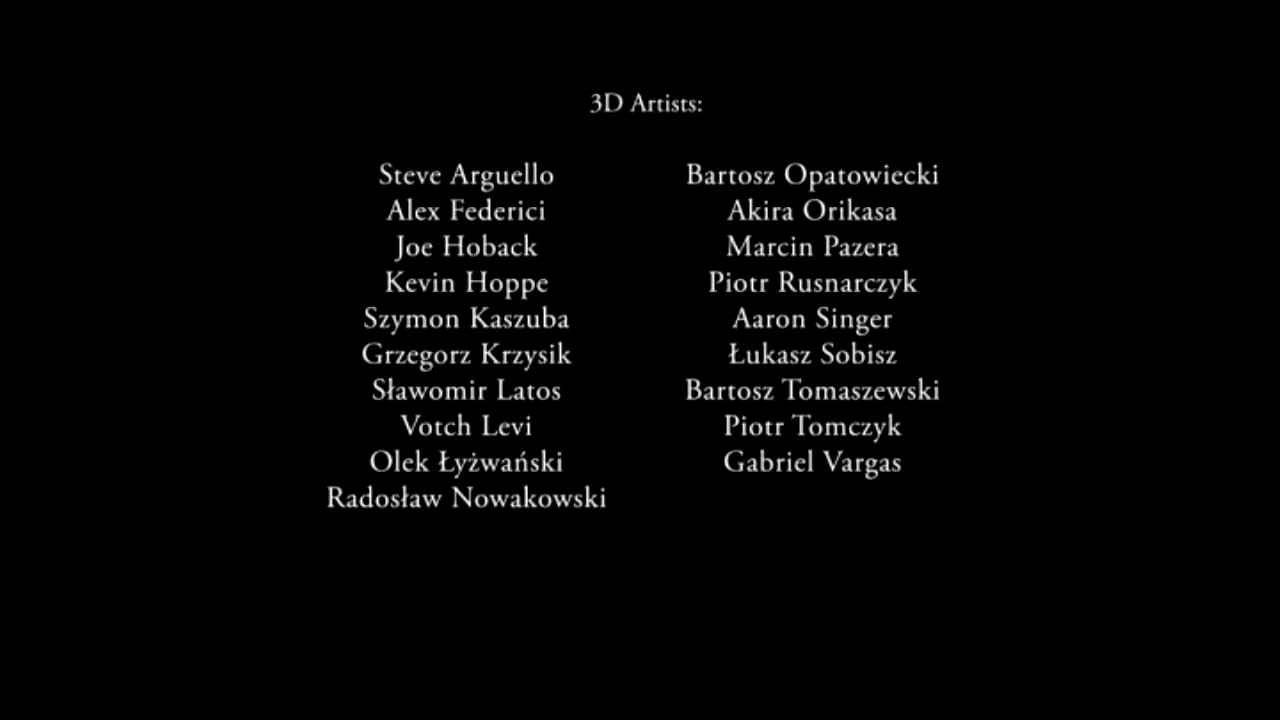 3D Artists:
Steve Arguello
Alex Federici
Joe Hoback
Kevin Hoppe
Szymon Kaszuba
Grzegorz Krzysik
Sławomir Latos
Votch Levi
Olek Łyżwański
Radosław Nowakowski
Bartosz Opatowiecki
Akira Orikasa
Marcin Pazera
Piotr Rusnarczyk
Aaron Singer
Łukasz Sobisz
Bartosz Tomaszewski
Piotr Tomczyk
Gabriel Vargas